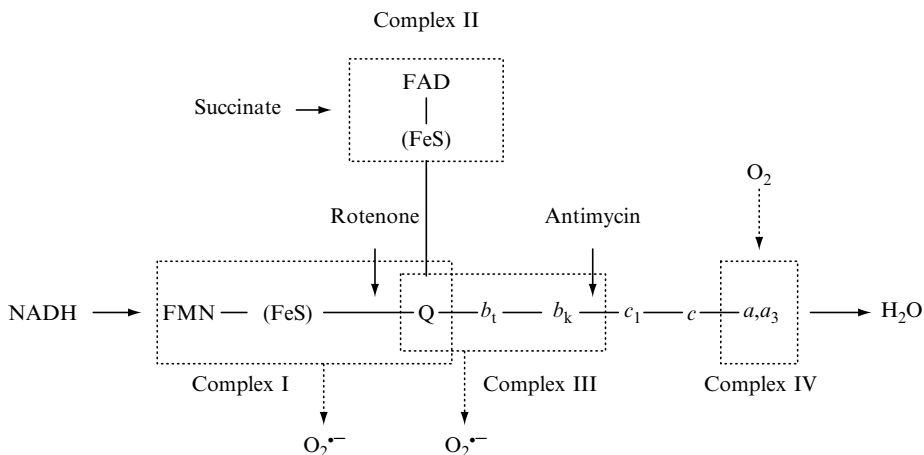 Complex II
FAD
Succinate
(FeS)
O₂
Rotenone
Antimycin
NADH
FMN
(FeS)
Q
bₜ
bₖ
c₁
c
a,a₃
H₂O
Complex I
Complex III
Complex IV
O₂•−
O₂•−